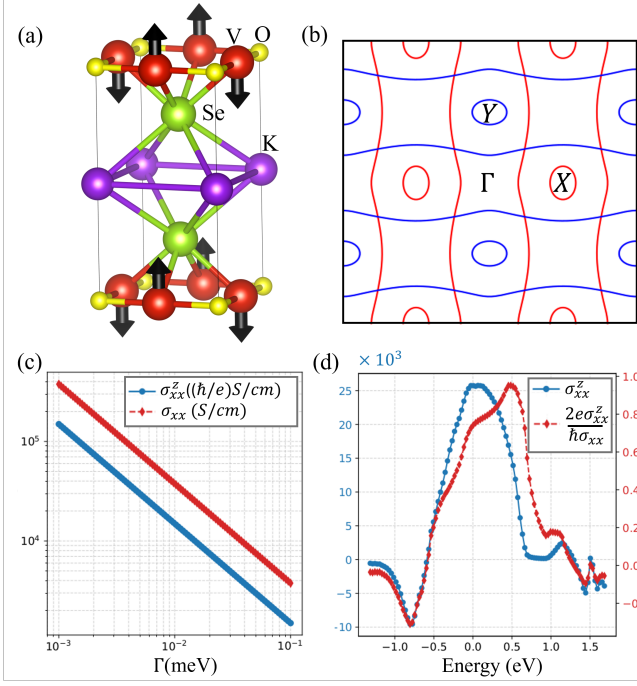 (a)
V O
Se
K
(b)
Y
Γ
X
(c)
σ^z_xx((ħ/e)S/cm)
σ_xx (S/cm)
10^5
10^4
10^-3
10^-2
10^-1
Γ(meV)
(d)
× 10^3
σ^z_xx
2eσ^z_xx
ħσ_xx
25
20
15
10
5
0
−5
−10
1.0
0.8
0.6
0.4
0.2
0.0
−1.0 −0.5 0.0 0.5 1.0 1.5
Energy (eV)